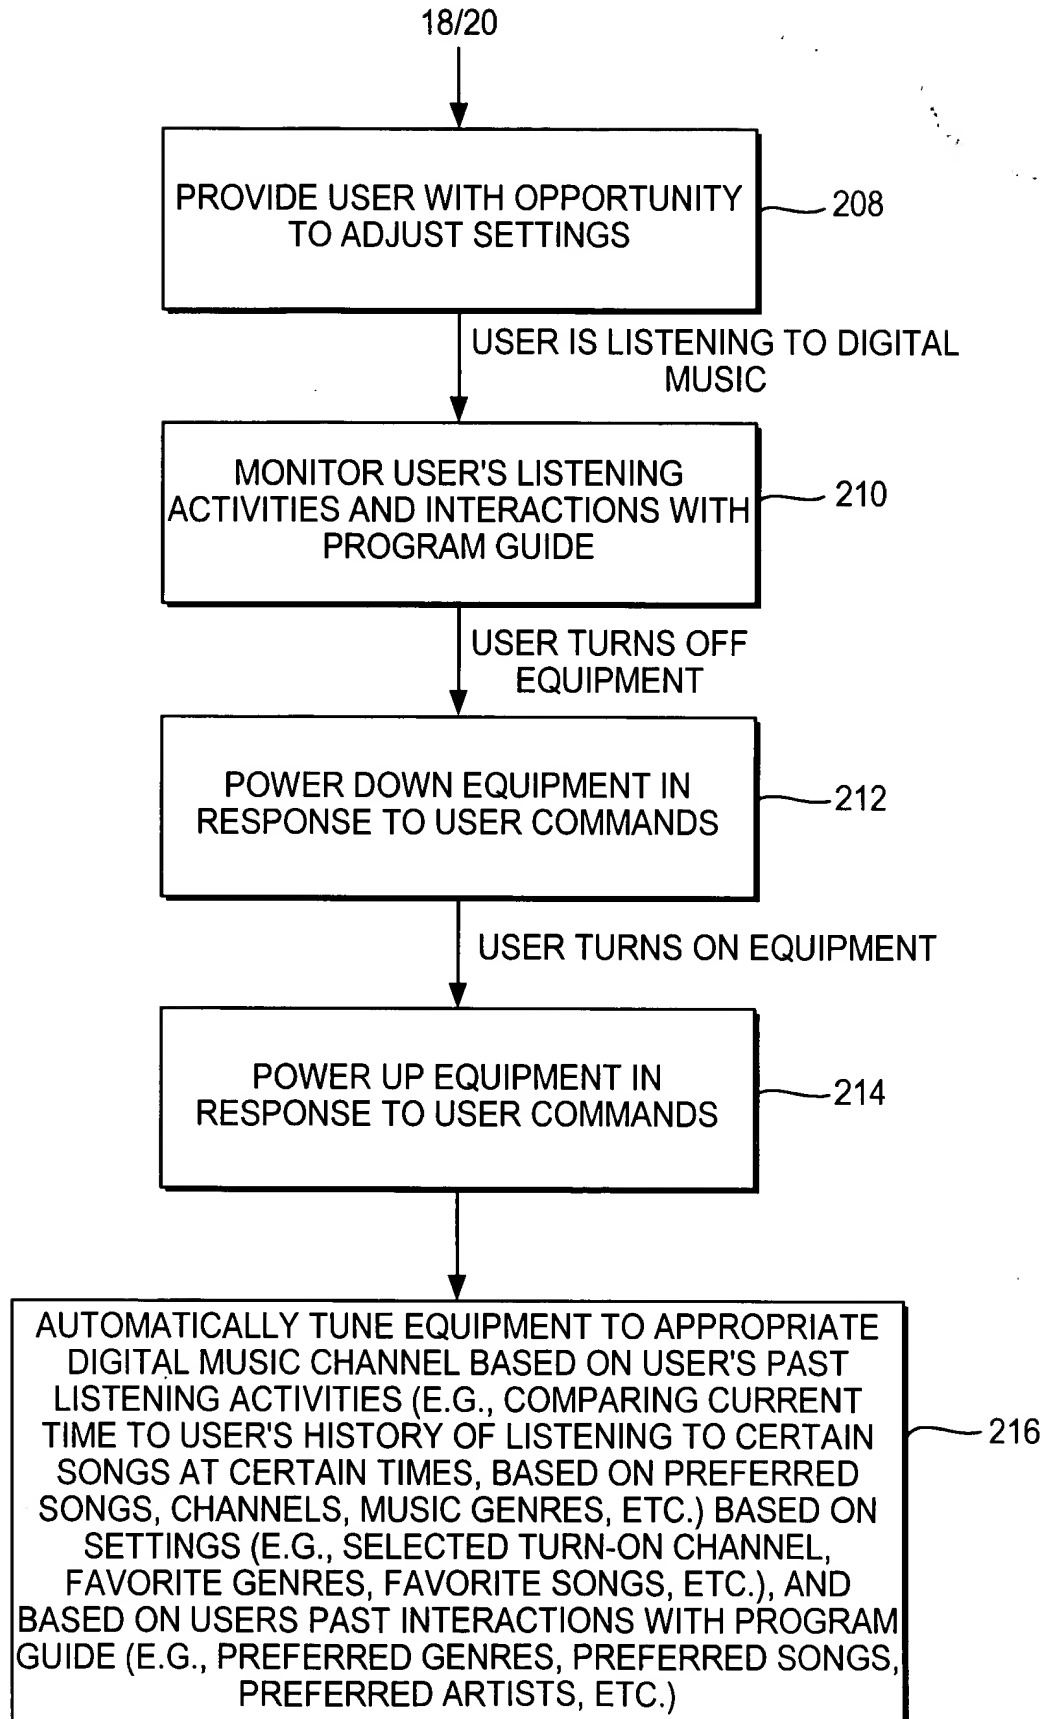 18/20
PROVIDE USER WITH OPPORTUNITY
TO ADJUST SETTINGS
208
USER IS LISTENING TO DIGITAL
MUSIC
MONITOR USER'S LISTENING
ACTIVITIES AND INTERACTIONS WITH
PROGRAM GUIDE
210
USER TURNS OFF
EQUIPMENT
POWER DOWN EQUIPMENT IN
RESPONSE TO USER COMMANDS
212
USER TURNS ON EQUIPMENT
POWER UP EQUIPMENT IN
RESPONSE TO USER COMMANDS
214
AUTOMATICALLY TUNE EQUIPMENT TO APPROPRIATE
DIGITAL MUSIC CHANNEL BASED ON USER'S PAST
LISTENING ACTIVITIES (E.G., COMPARING CURRENT
TIME TO USER'S HISTORY OF LISTENING TO CERTAIN
SONGS AT CERTAIN TIMES, BASED ON PREFERRED
SONGS, CHANNELS, MUSIC GENRES, ETC.) BASED ON
SETTINGS (E.G., SELECTED TURN-ON CHANNEL,
FAVORITE GENRES, FAVORITE SONGS, ETC.), AND
BASED ON USERS PAST INTERACTIONS WITH PROGRAM
GUIDE (E.G., PREFERRED GENRES, PREFERRED SONGS,
PREFERRED ARTISTS, ETC.)
216